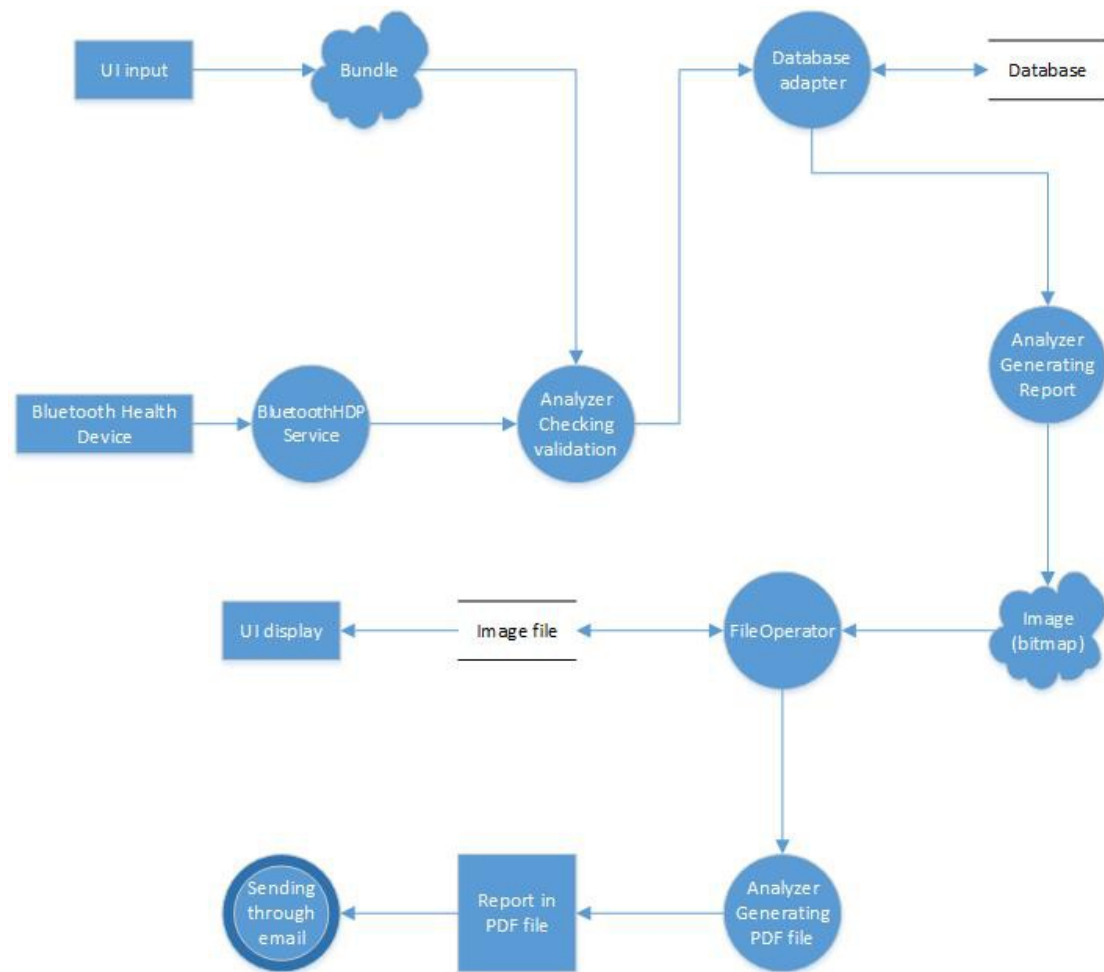 UI input
Bundle
Database
adapter
Database
Bluetooth Health
Device
BluetoothHDP
Service
Analyzer
Checking
validation
Analyzer
Generating
Report
UI display
Image file
FileOperator
Image
(bitmap)
Sending
through
email
Report in
PDF file
Analyzer
Generating
PDF file